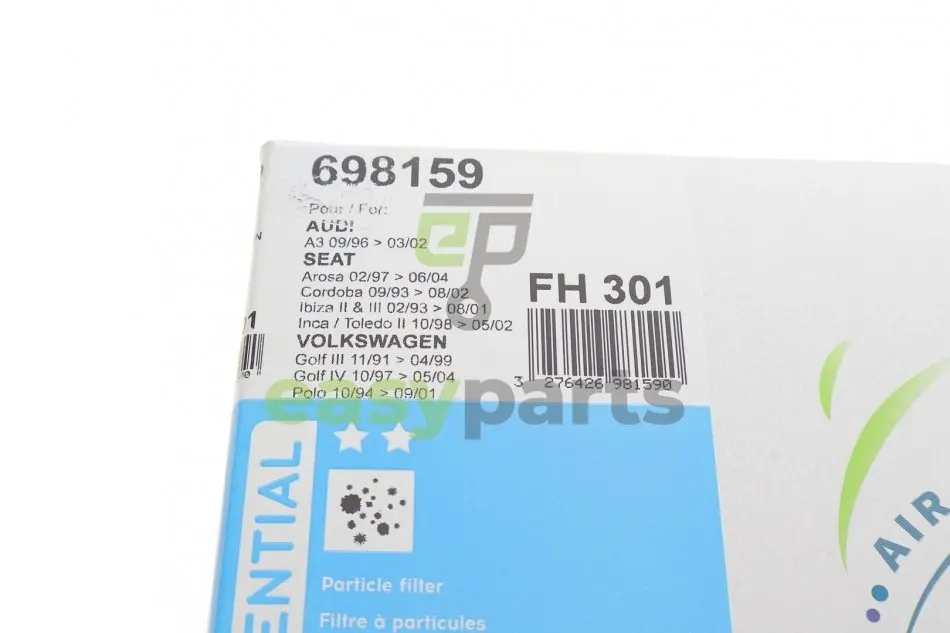 698159
Pour / For:
AUDI
A3 09/96 > 03/02
SEAT
Arosa 02/97 > 06/04
Cordoba 09/93 > 08/02
Ibiza II & III 02/93 > 08/01
Inca / Toledo II 10/98 > 05/02
VOLKSWAGEN
Golf III 11/91 > 04/99
Golf IV 10/97 > 05/04
Polo 10/94 > 09/01
FH 301
3 276426 981590
ep
easyparts
ENTIAL
Particle filter
Filtre à particules
AIR